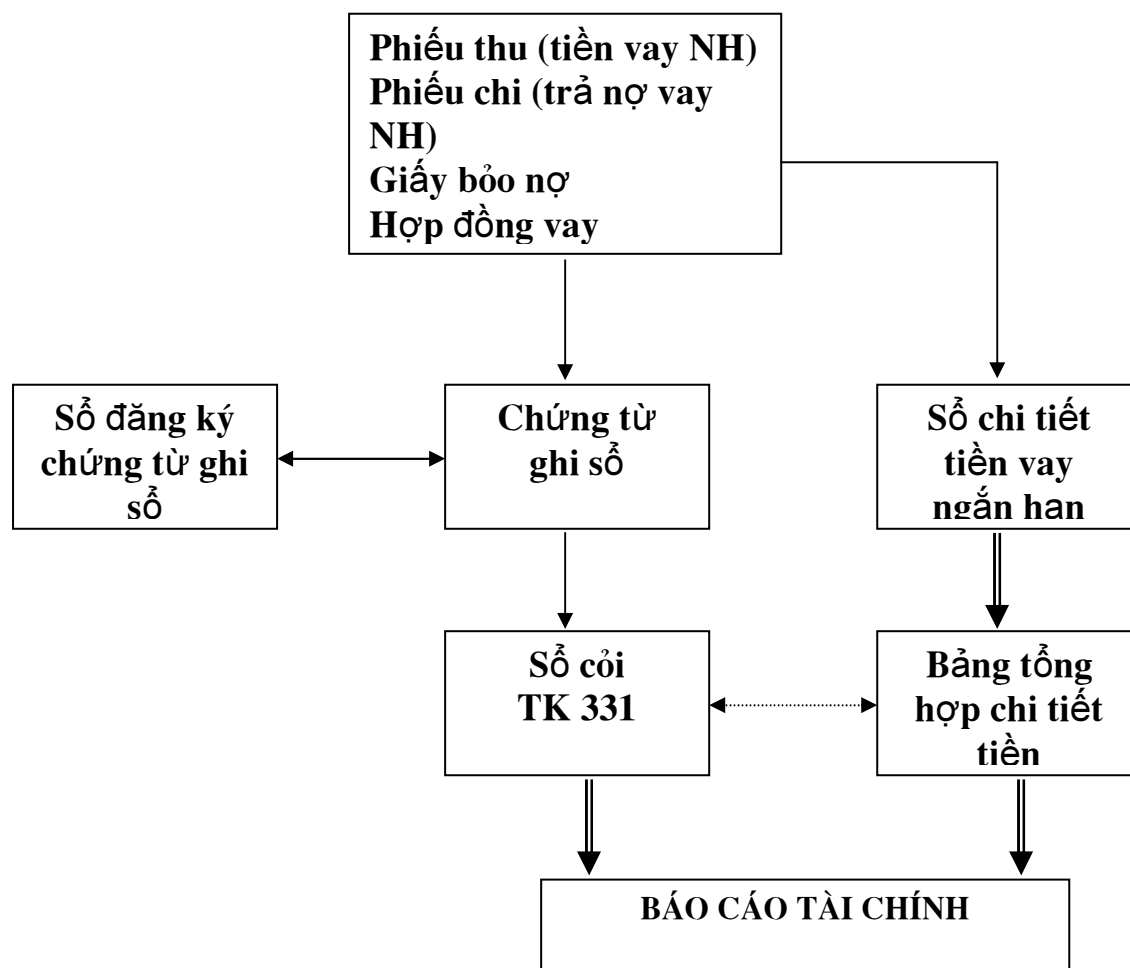 Phiếu thu (tiền vay NH)
Phiếu chi (trả nợ vay
NH)
Giấy bỏo nợ
Hợp đồng vay
Sổ đăng ký
chứng từ ghi
sổ
Chứng từ
ghi sổ
Sổ chi tiết
tiền vay
ngắn hạn
Sổ cỏi
TK 331
Bảng tổng
hợp chi tiết
tiền
BÁO CÁO TÀI CHÍNH